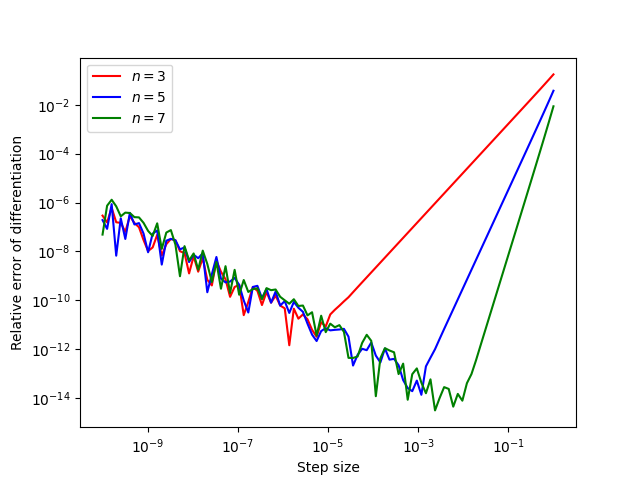 n = 3
n = 5
n = 7
10⁻²
10⁻⁴
10⁻⁶
10⁻⁸
10⁻¹⁰
10⁻¹²
10⁻¹⁴
Relative error of differentiation
10⁻⁹ 10⁻⁷ 10⁻⁵ 10⁻³ 10⁻¹
Step size